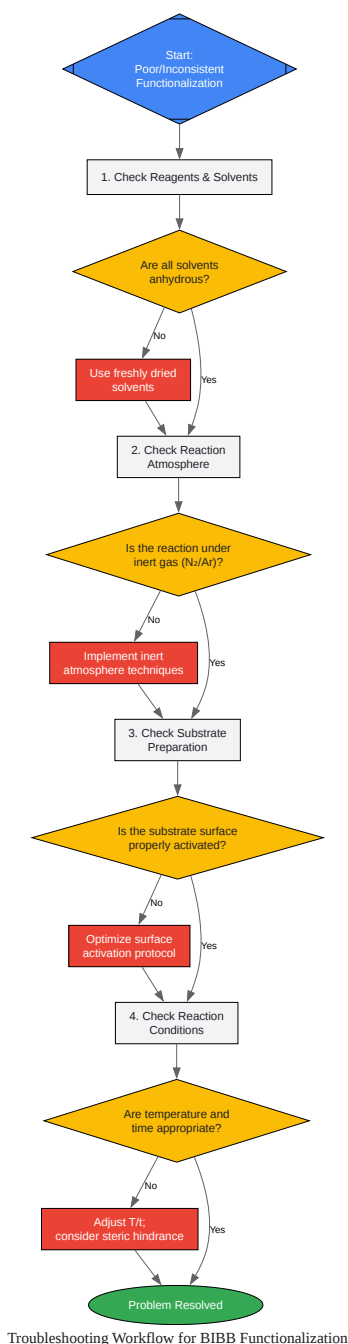 Start:
Poor/Inconsistent
Functionalization
1. Check Reagents & Solvents
Are all solvents
anhydrous?
No
Use freshly dried
solvents
Yes
2. Check Reaction
Atmosphere
Is the reaction under
inert gas (N₂/Ar)?
No
Implement inert
atmosphere techniques
Yes
3. Check Substrate
Preparation
Is the substrate surface
properly activated?
No
Optimize surface
activation protocol
Yes
4. Check Reaction
Conditions
Are temperature and
time appropriate?
No
Adjust T/t;
consider steric hindrance
Yes
Problem Resolved
Troubleshooting Workflow for BIBB Functionalization